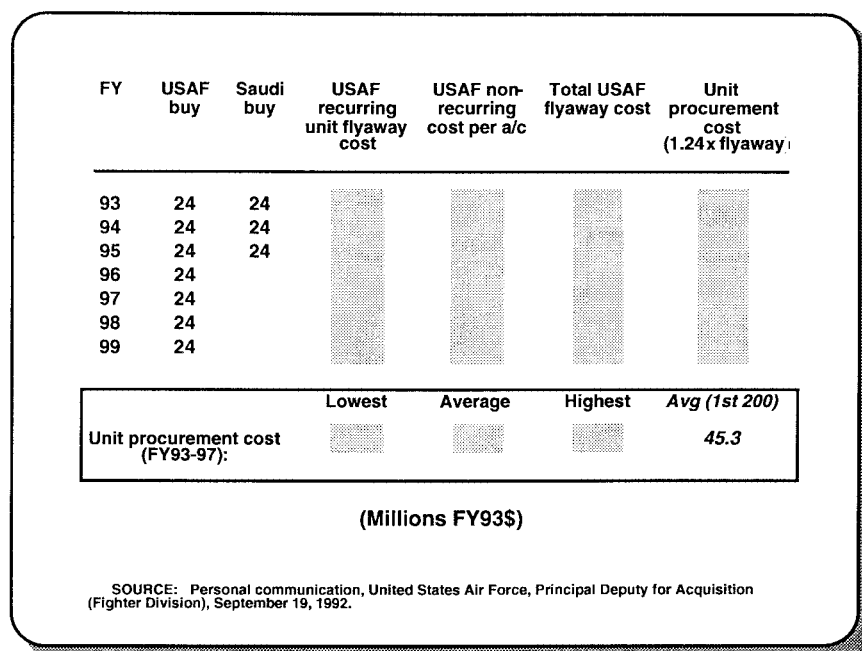 FY USAF buy Saudi buy USAF recurring unit flyaway cost USAF non-recurring cost per a/c Total USAF flyaway cost Unit procurement cost (1.24 x flyaway)
93 24 24
94 24 24
95 24 24
96 24
97 24
98 24
99 24
Lowest Average Highest Avg (1st 200)
Unit procurement cost 45.3
(FY93-97):
(Millions FY93$)
SOURCE: Personal communication, United States Air Force, Principal Deputy for Acquisition
(Fighter Division), September 19, 1992.